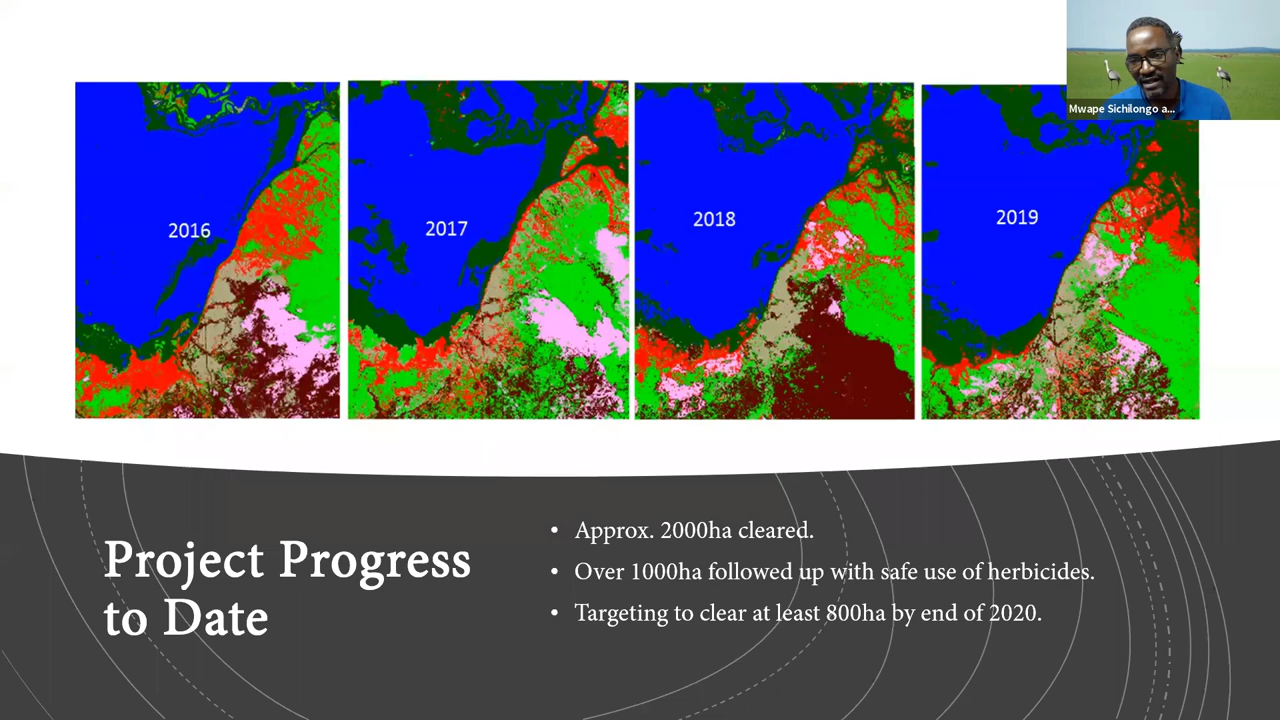 Mwape Sichilongo a...
2016
2017
2018
2019
Project Progress
to Date
• Approx. 2000ha cleared.
• Over 1000ha followed up with safe use of herbicides.
• Targeting to clear at least 800ha by end of 2020.